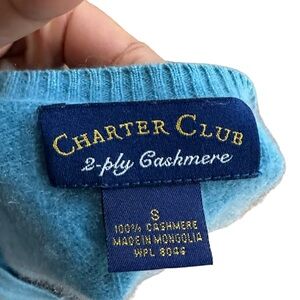 CHARTER CLUB
2-ply Cashmere
S
100% CASHMERE
MADE IN MONGOLIA
WPL 8046